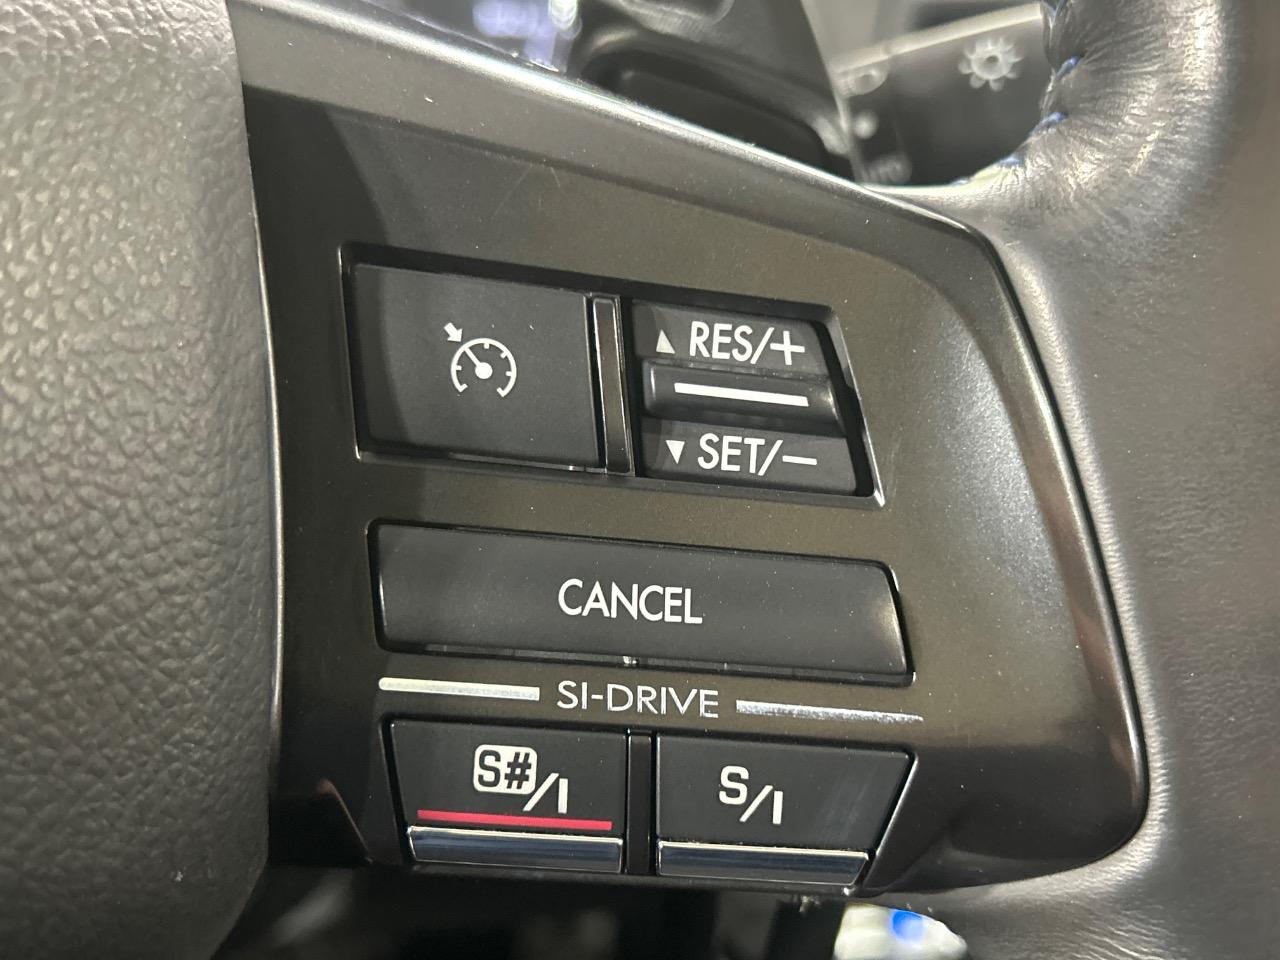 ▲ RES/+
▼ SET/−
CANCEL
SI-DRIVE
S#/I
S/I